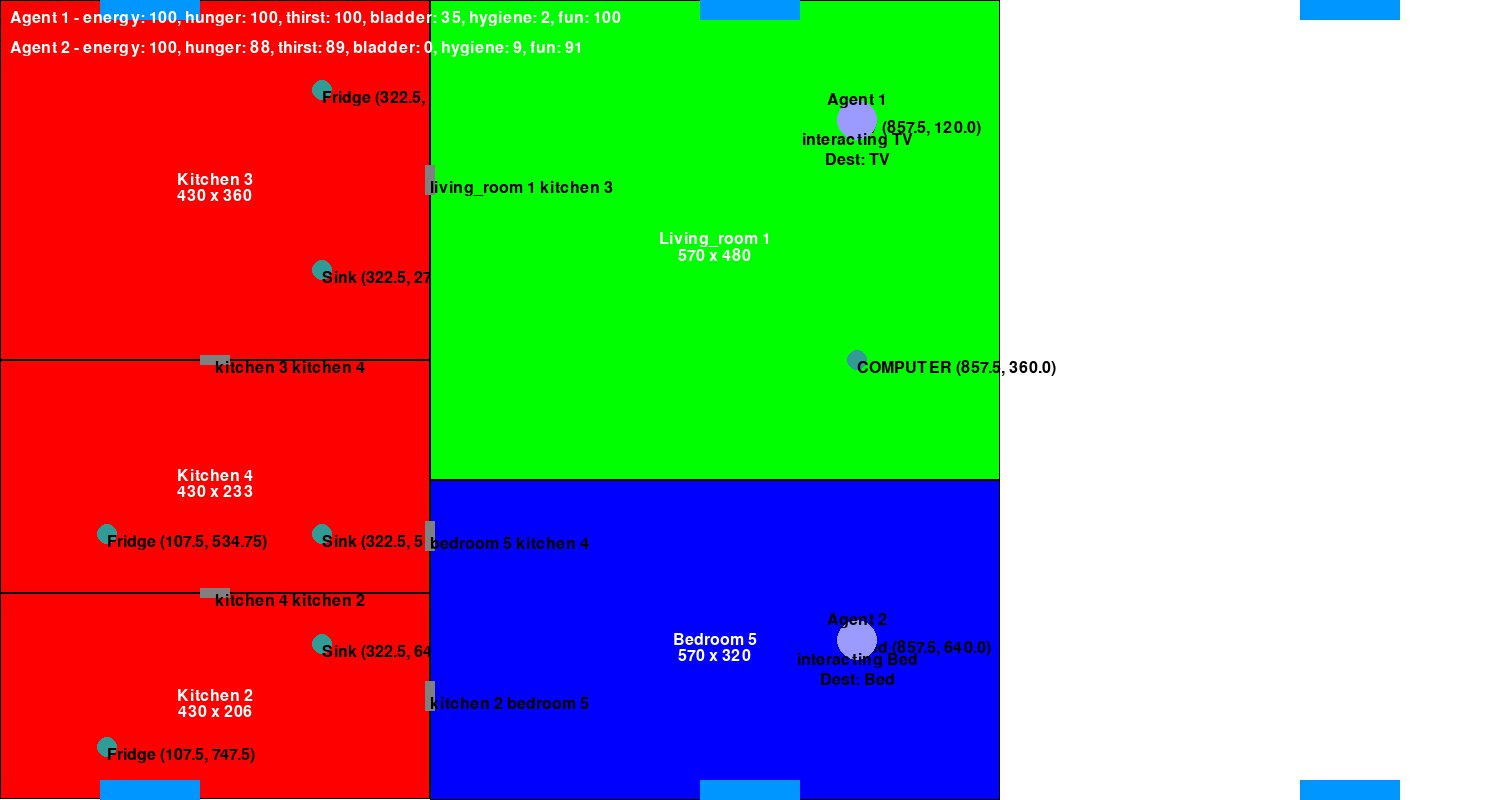 Agent 1 - energy: 100, hunger: 100, thirst: 100, bladder: 35, hygiene: 2, fun: 100
Agent 2 - energy: 100, hunger: 88, thirst: 89, bladder: 0, hygiene: 9, fun: 91
Fridge (322.5,
Agent 1
(857.5, 120.0)
interacting TV
Dest: TV
Kitchen 3
430 x 360
living_room 1 kitchen 3
Living_room 1
570 x 480
Sink (322.5, 27
kitchen 3 kitchen 4
COMPUTER (857.5, 360.0)
Kitchen 4
430 x 233
Fridge (107.5, 534.75)
Sink (322.5, 5
bedroom 5 kitchen 4
kitchen 4 kitchen 2
Agent 2
Sink (322.5, 64
Bedroom 5
570 x 320
d (857.5, 640.0)
interacting Bed
Dest: Bed
Kitchen 2
430 x 206
kitchen 2 bedroom 5
Fridge (107.5, 747.5)